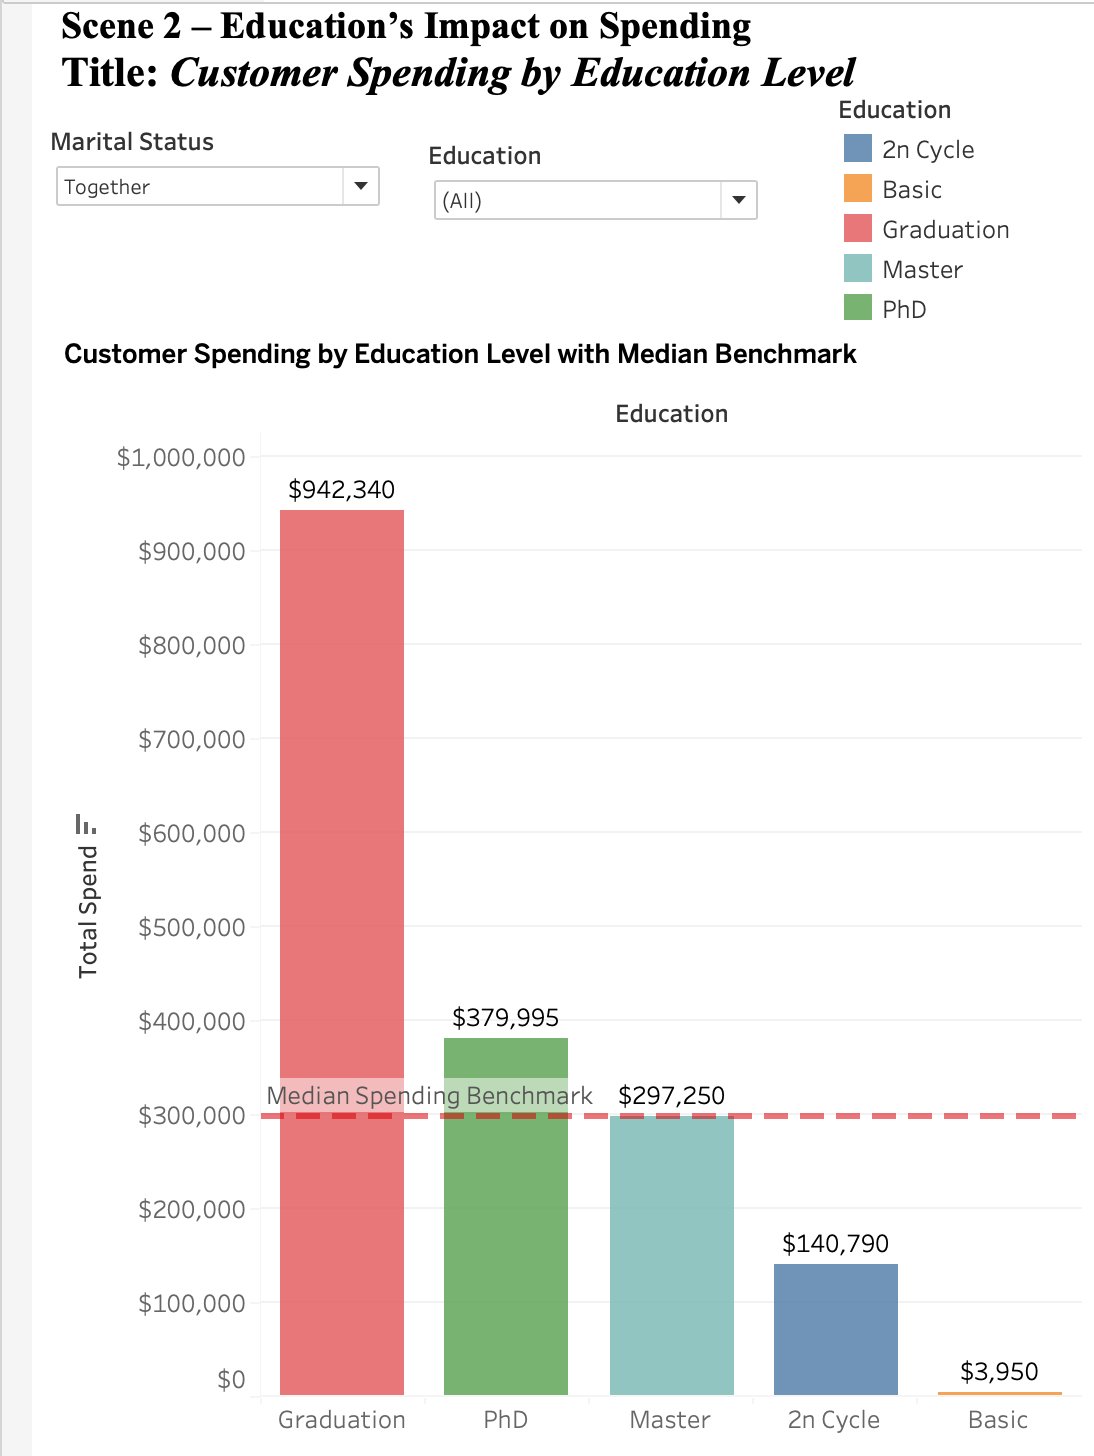 Scene 2 – Education’s Impact on Spending
Title: Customer Spending by Education Level
Marital Status
Together
Education
(All)
Education
2n Cycle
Basic
Graduation
Master
PhD
Customer Spending by Education Level with Median Benchmark
Education
Total Spend
$1,000,000
$900,000
$800,000
$700,000
$600,000
$500,000
$400,000
$300,000
$200,000
$100,000
$0
$942,340
$379,995
Median Spending Benchmark
$297,250
$140,790
$3,950
Graduation
PhD
Master
2n Cycle
Basic